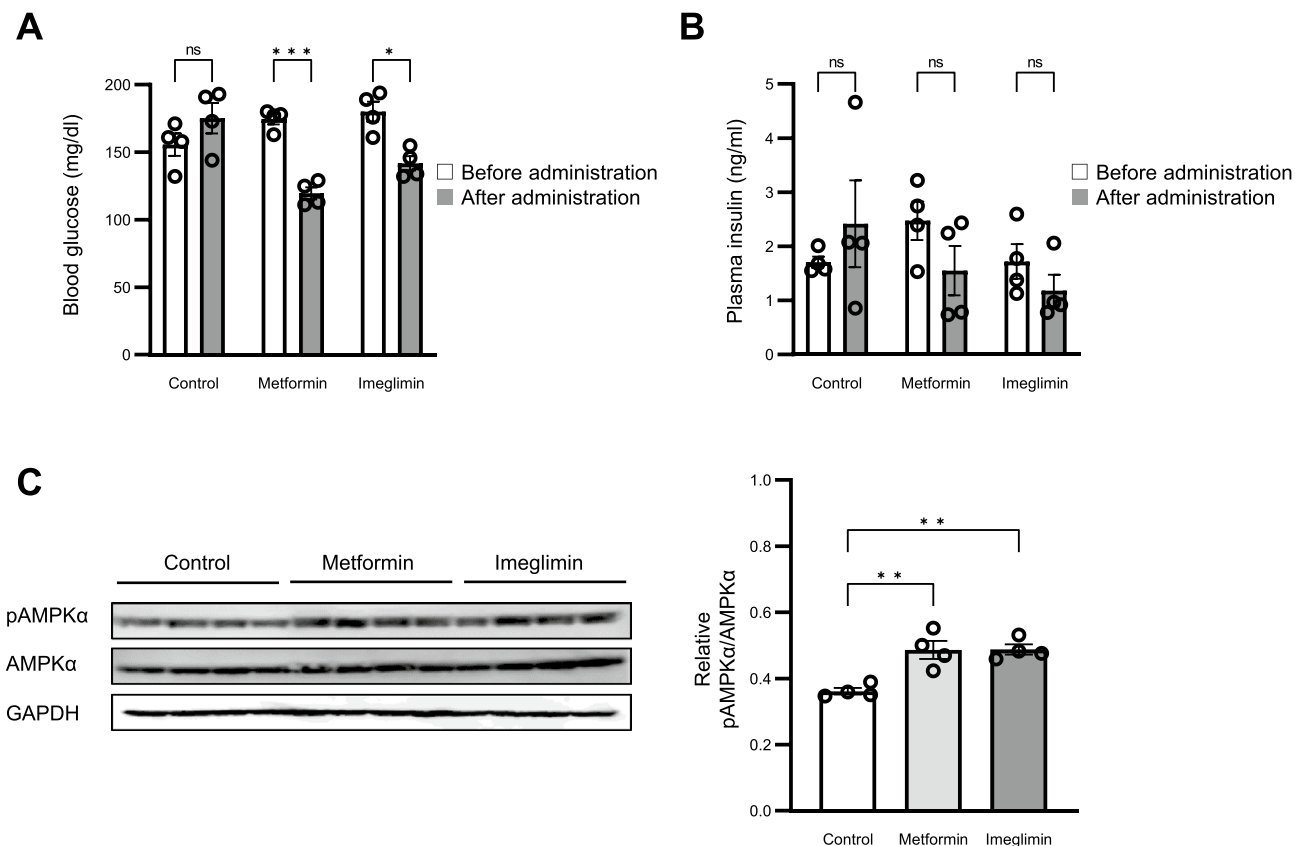 A
ns
* * *
*
200
150
100
50
0
Blood glucose (mg/dl)
Control
Metformin
Imeglimin
Before administration
After administration
B
ns
ns
ns
5
4
3
2
1
0
Plasma insulin (ng/ml)
Control
Metformin
Imeglimin
Before administration
After administration
C
Control
Metformin
Imeglimin
pAMPKα
AMPKα
GAPDH
1.0
0.8
0.6
0.4
0.2
0.0
Relative
pAMPKα/AMPKα
* *
* *
Control
Metformin
Imeglimin